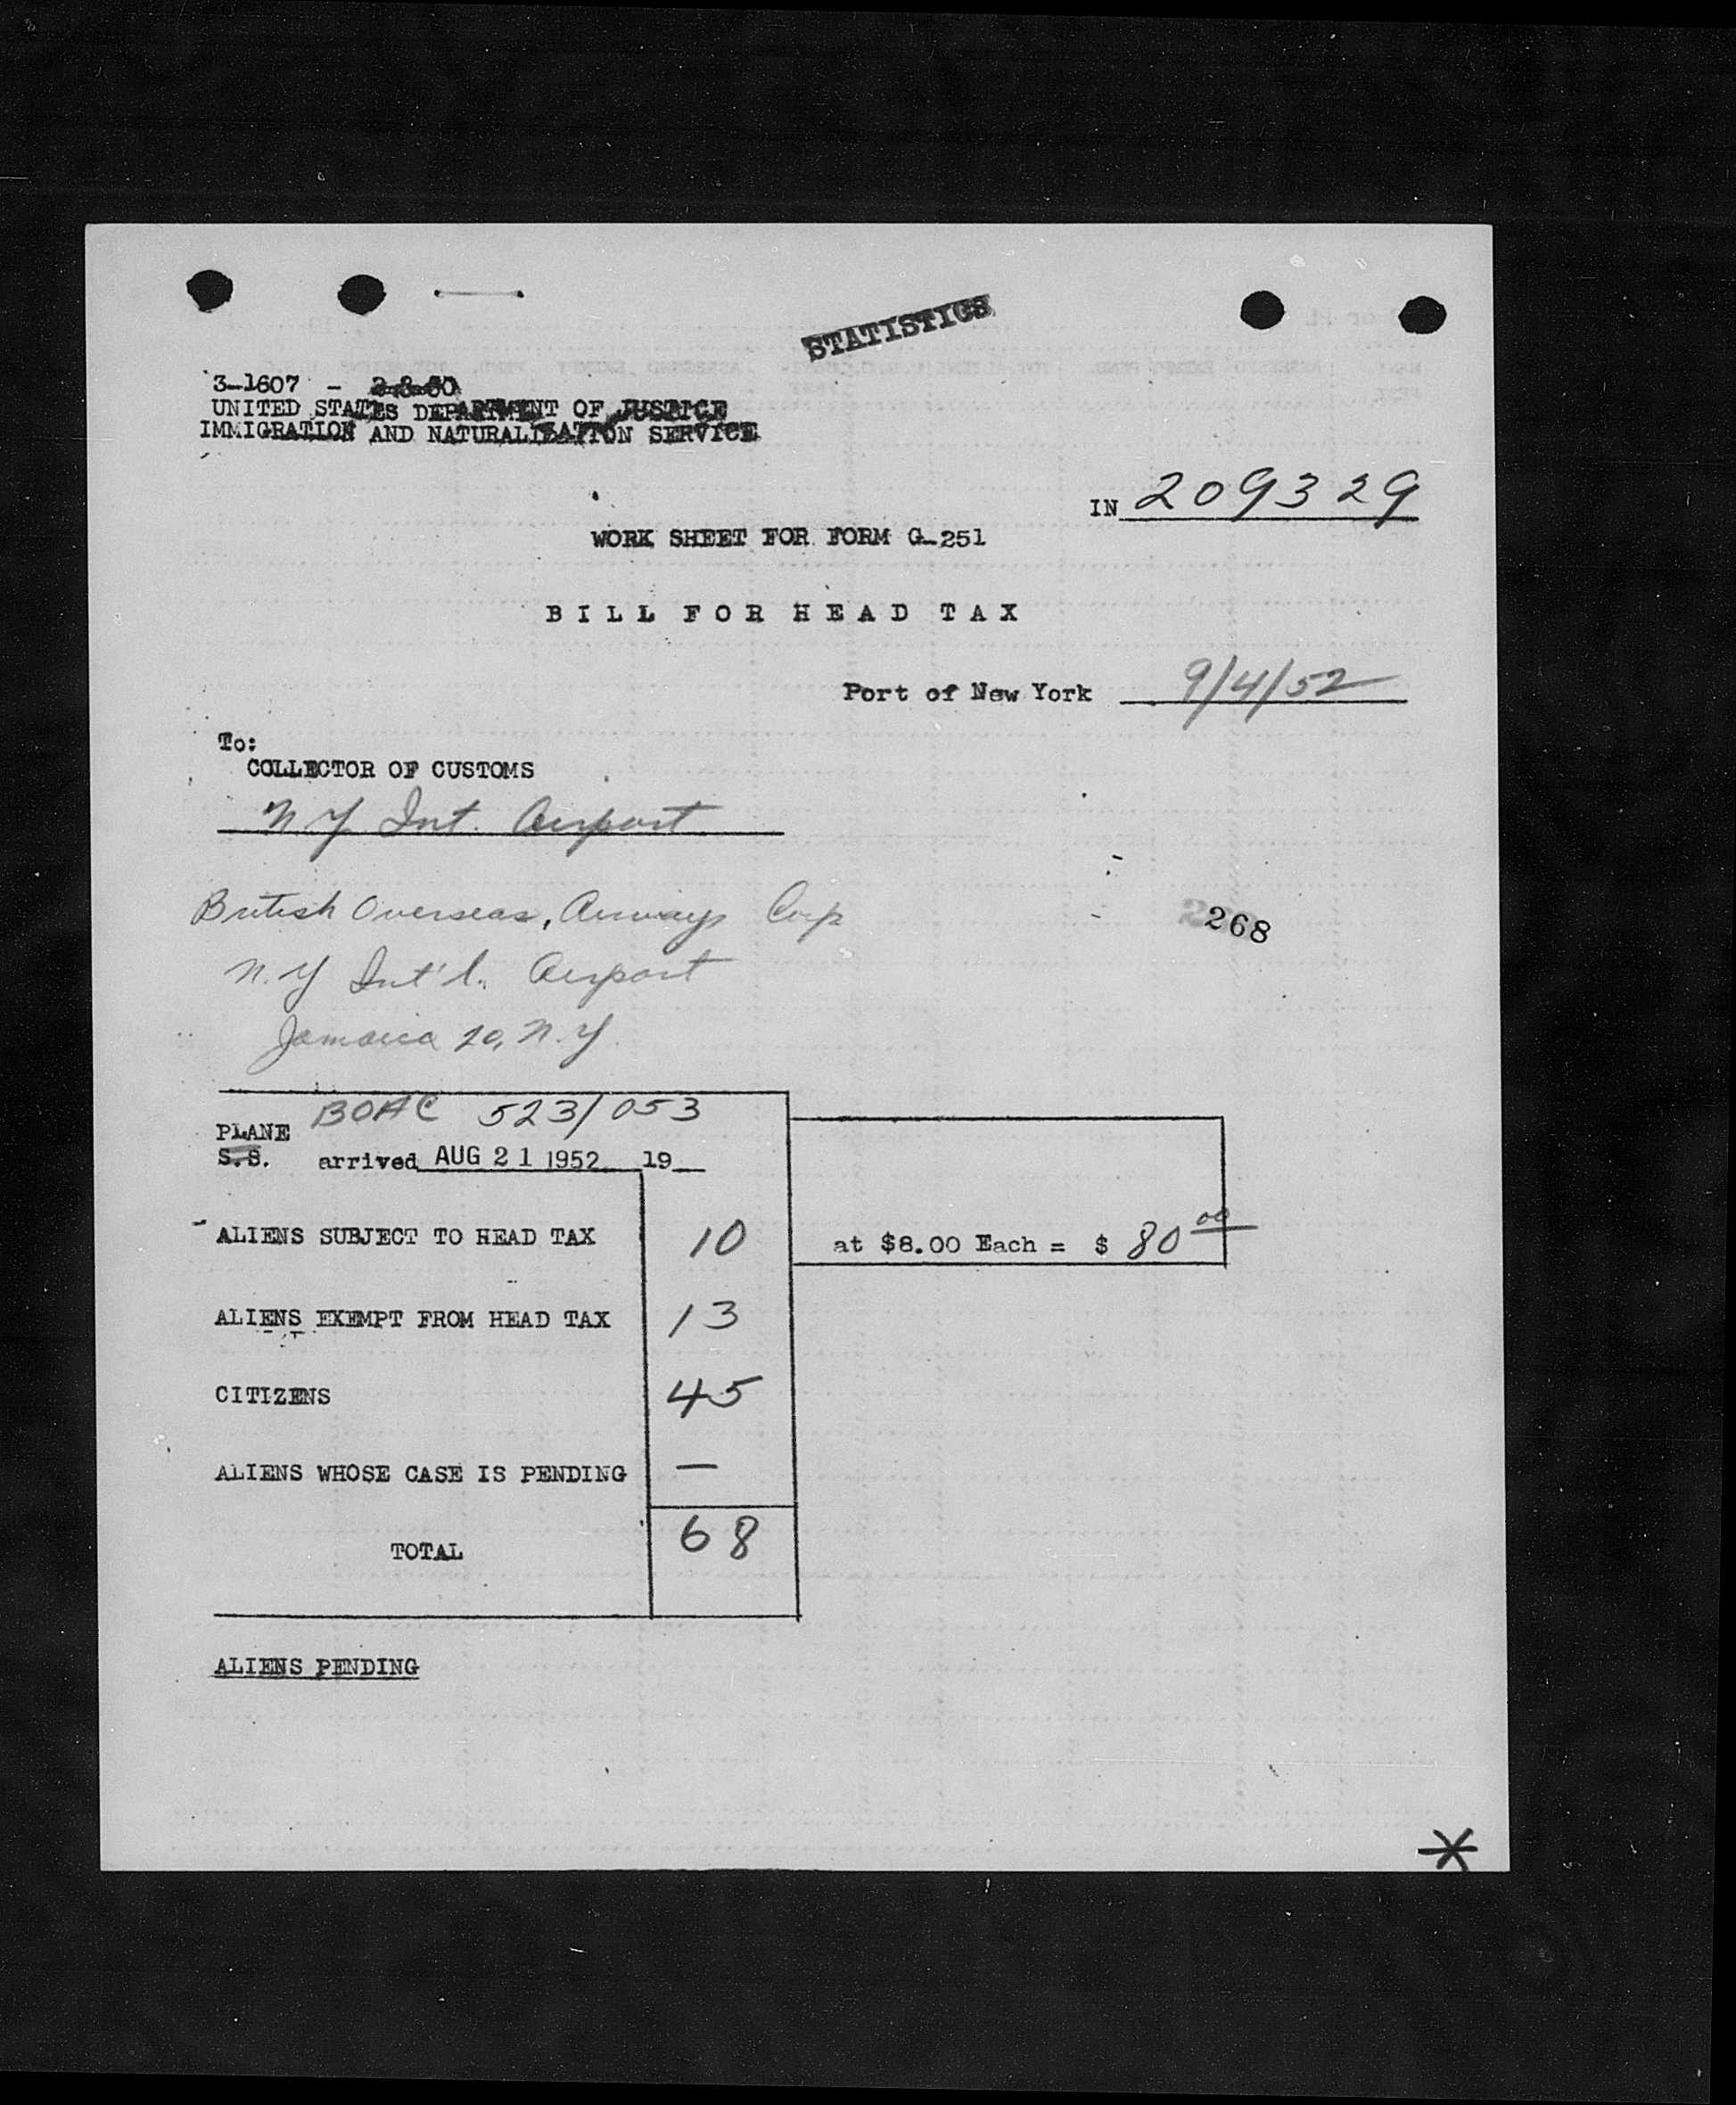 STATISTICS
3-1607 - 2-8-50
UNITED STATES DEPARTMENT OF JUSTICE
IMMIGRATION AND NATURALIZATION SERVICE
IN 209329
WORK SHEET FOR FORM G-251
BILL FOR HEAD TAX
Port of New York 9/4/52
To:
COLLECTOR OF CUSTOMS
N Y Int. Airport
British Overseas, Airways Corp
268
N.Y Int'l. Airport
Jamaica 20, N.Y.
PLANE BOAC 523/053
S.S. arrived AUG 21 1952 19
ALIENS SUBJECT TO HEAD TAX 10 at $8.00 Each = $ 80 00
ALIENS EXEMPT FROM HEAD TAX 13
CITIZENS 45
ALIENS WHOSE CASE IS PENDING —
TOTAL 68
ALIENS PENDING